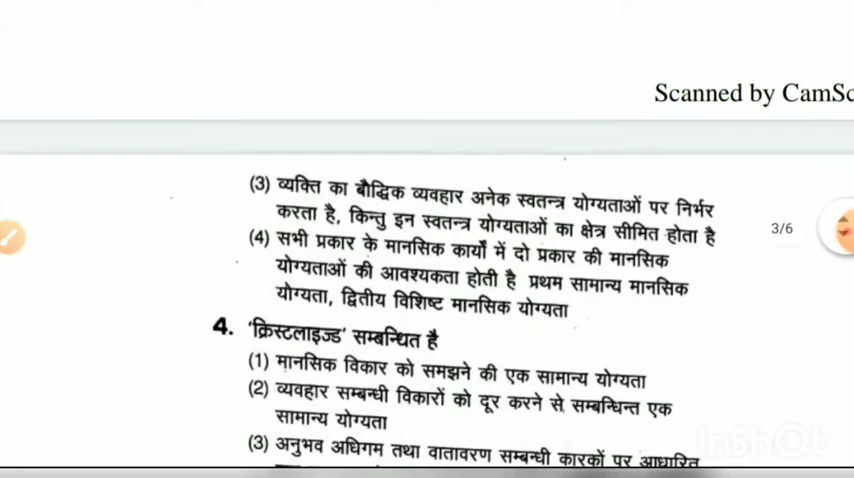 Scanned by CamSc
(3) व्यक्ति का बौद्धिक व्यवहार अनेक स्वतन्त्र योग्यताओं पर निर्भर
करता है, किन्तु इन स्वतन्त्र योग्यताओं का क्षेत्र सीमित होता है
3/6
(4) सभी प्रकार के मानसिक कार्यों में दो प्रकार की मानसिक
योग्यताओं की आवश्यकता होती है प्रथम सामान्य मानसिक
योग्यता, द्वितीय विशिष्ट मानसिक योग्यता
4. 'क्रिस्टलाइज्ड' सम्बन्धित है
(1) मानसिक विकार को समझने की एक सामान्य योग्यता
(2) व्यवहार सम्बन्धी विकारों को दूर करने से सम्बन्धिन्त एक
सामान्य योग्यता
(3) अनुभव अधिगम तथा वातावरण सम्बन्धी कारकों पर आधारित
InShOt